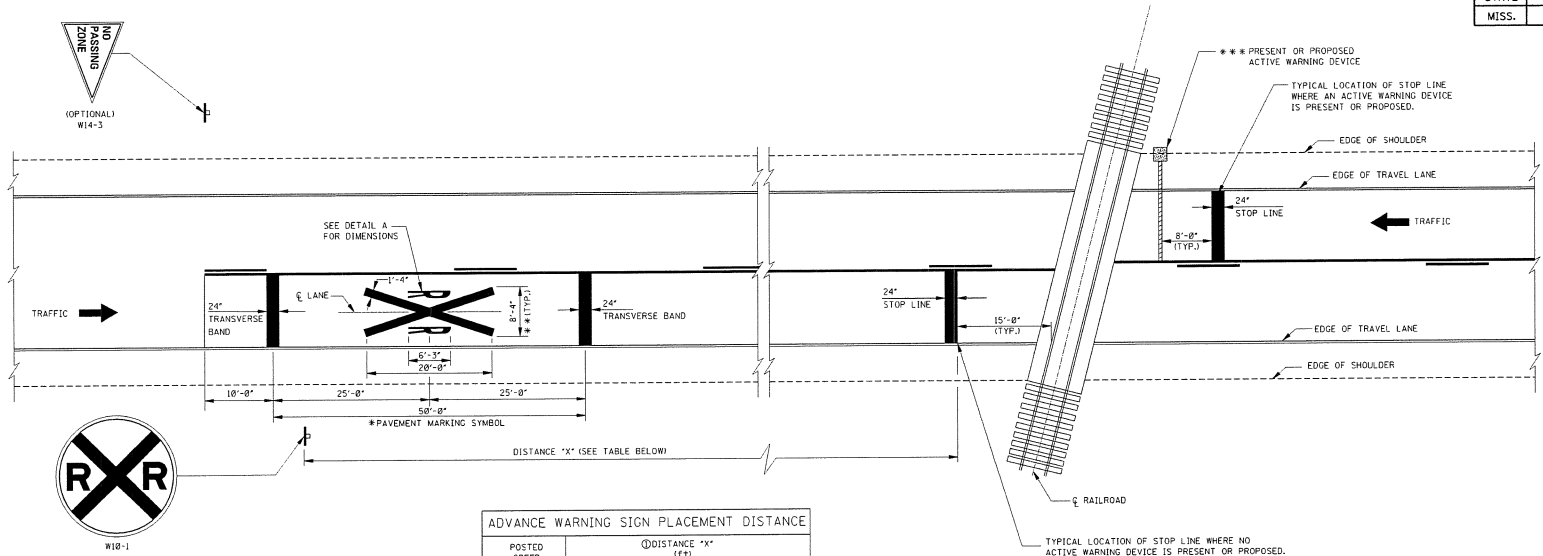 MISS.
NO
PASSING
ZONE
(OPTIONAL)
W14-3
* * * PRESENT OR PROPOSED
ACTIVE WARNING DEVICE
TYPICAL LOCATION OF STOP LINE
WHERE AN ACTIVE WARNING DEVICE
IS PRESENT OR PROPOSED.
EDGE OF SHOULDER
EDGE OF TRAVEL LANE
SEE DETAIL A
FOR DIMENSIONS
24"
STOP LINE
TRAFFIC
8'-0"
(TYP.)
1'-4"
℄ LANE
R
R
8'-4"
* * (TYP.)
TRAFFIC
24"
TRANSVERSE
BAND
24"
TRANSVERSE BAND
24"
STOP LINE
15'-0"
(TYP.)
EDGE OF TRAVEL LANE
6'-3"
20'-0"
EDGE OF SHOULDER
10'-0"
25'-0"
25'-0"
50'-0"
*PAVEMENT MARKING SYMBOL
DISTANCE "X" (SEE TABLE BELOW)
R R
W10-1
℄ RAILROAD
ADVANCE WARNING SIGN PLACEMENT DISTANCE
POSTED
①DISTANCE "X"
(ft)
TYPICAL LOCATION OF STOP LINE WHERE NO
ACTIVE WARNING DEVICE IS PRESENT OR PROPOSED.